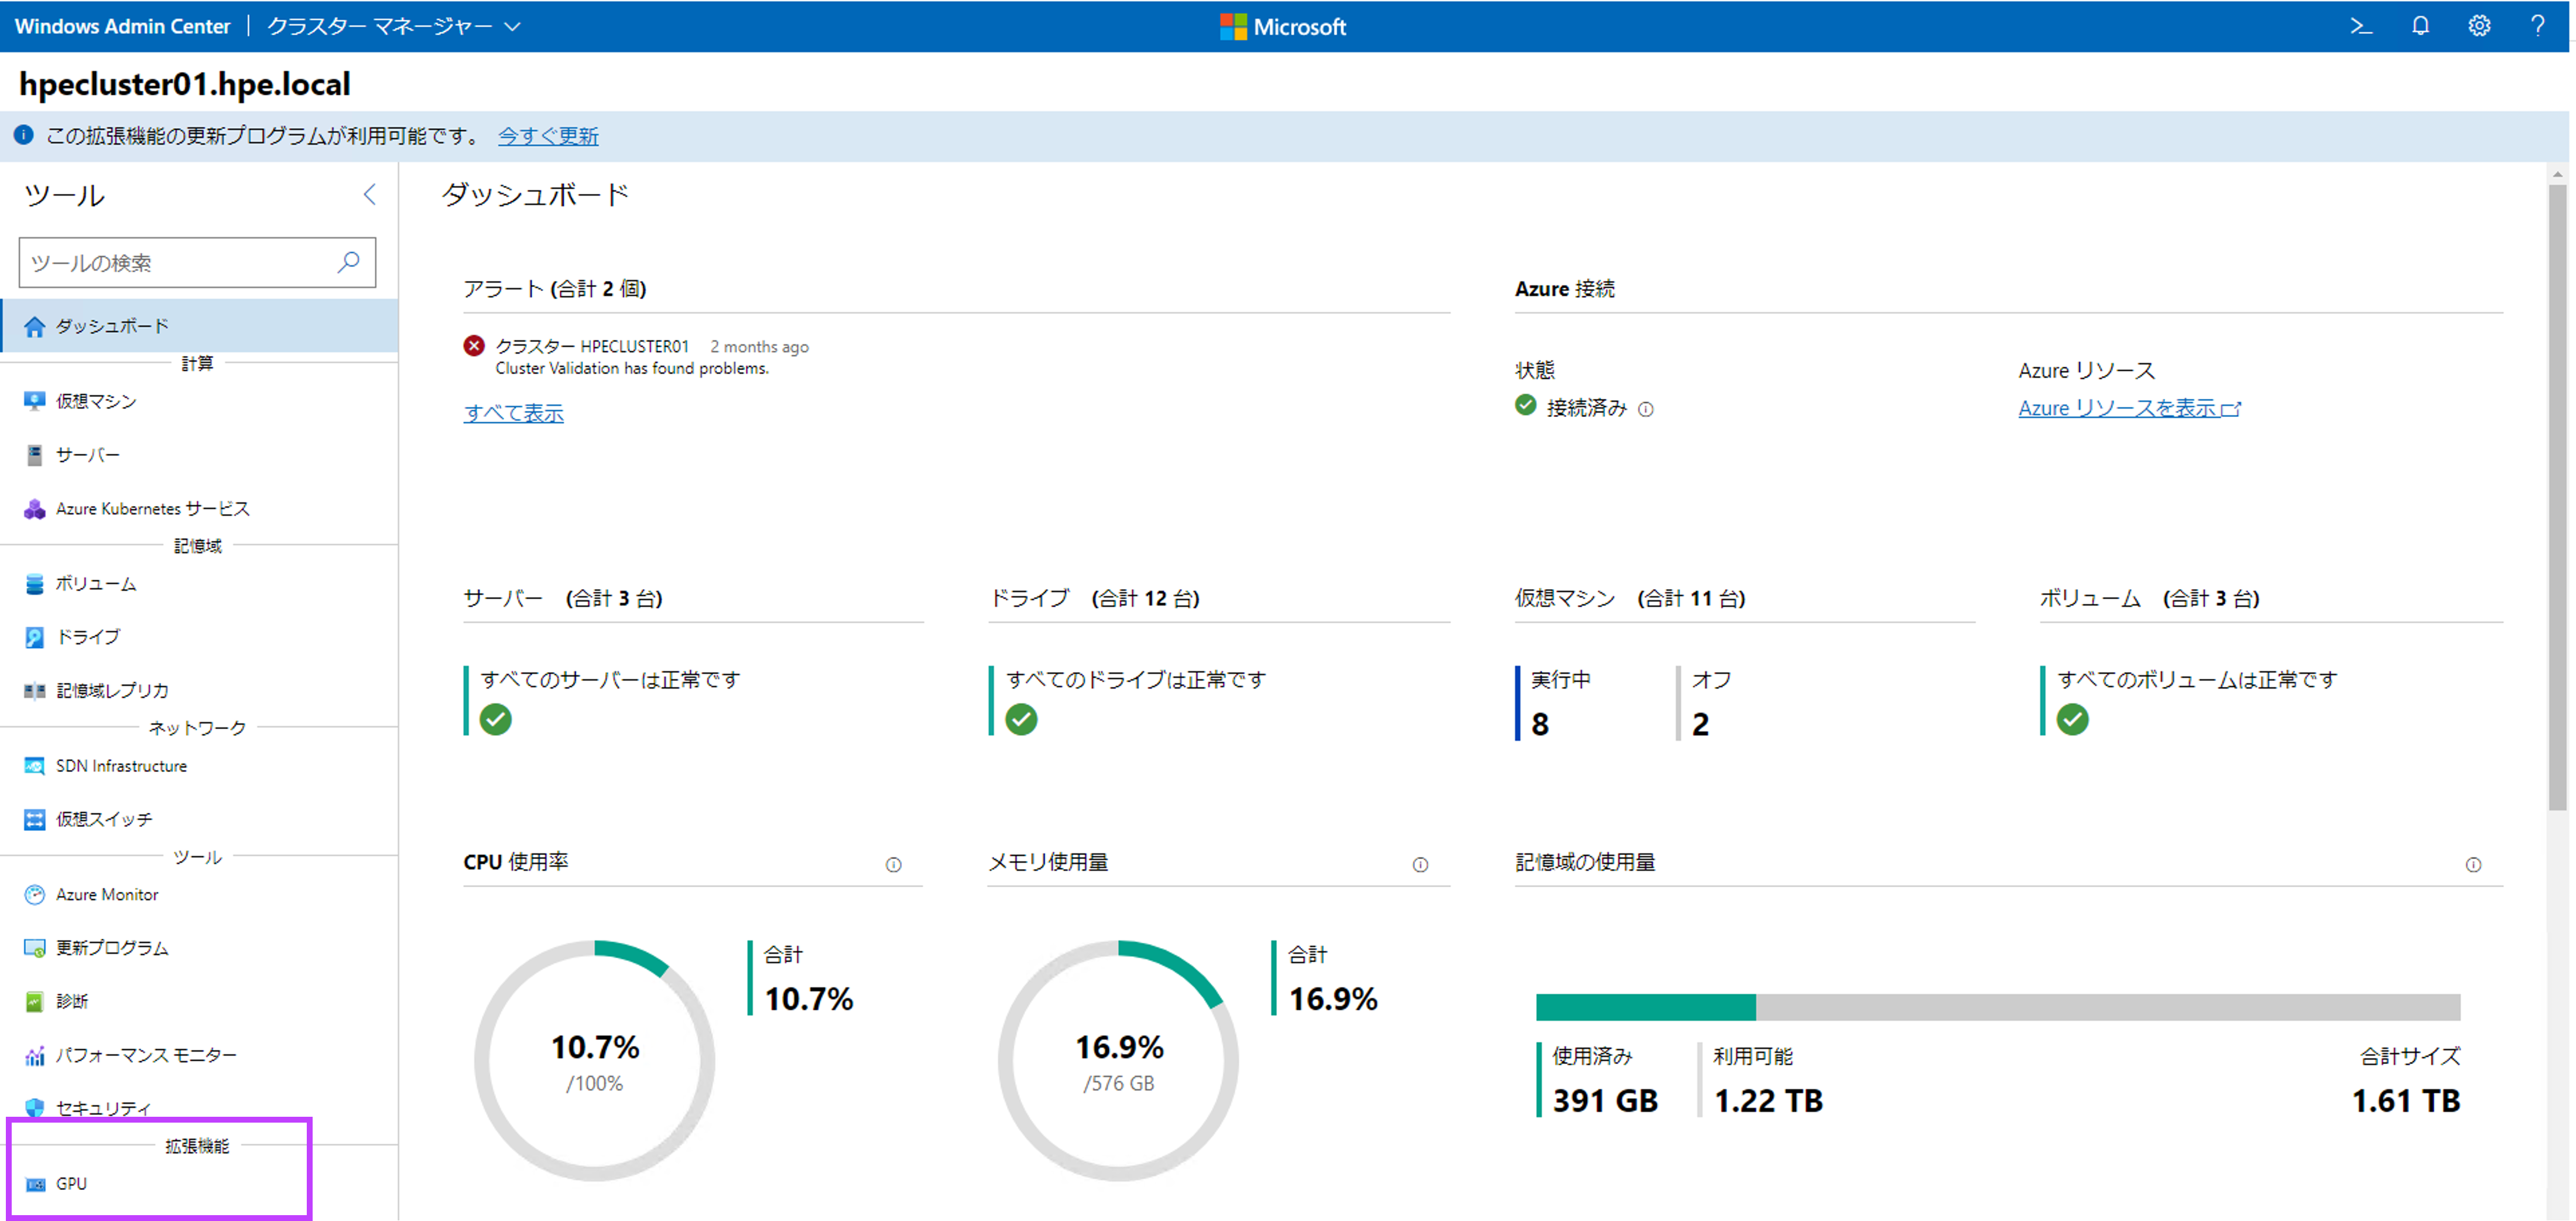 Windows Admin Center | クラスター マネージャー
Microsoft
hpecluster01.hpe.local
この拡張機能の更新プログラムが利用可能です。 今すぐ更新
ツール
ツールの検索
ダッシュボード
計算
仮想マシン
サーバー
Azure Kubernetes サービス
記憶域
ボリューム
ドライブ
記憶域レプリカ
ネットワーク
SDN Infrastructure
仮想スイッチ
ツール
Azure Monitor
更新プログラム
診断
パフォーマンス モニター
セキュリティ
拡張機能
GPU
ダッシュボード
アラート (合計 2 個)
クラスター HPECLUSTER01 2 months ago
Cluster Validation has found problems.
すべて表示
Azure 接続
状態
接続済み
Azure リソース
Azure リソースを表示
サーバー (合計 3 台)
すべてのサーバーは正常です
ドライブ (合計 12 台)
すべてのドライブは正常です
仮想マシン (合計 11 台)
実行中
8
オフ
2
ボリューム (合計 3 台)
すべてのボリュームは正常です
CPU 使用率
10.7%
/100%
合計
10.7%
メモリ使用量
16.9%
/576 GB
合計
16.9%
記憶域の使用量
使用済み
391 GB
利用可能
1.22 TB
合計サイズ
1.61 TB